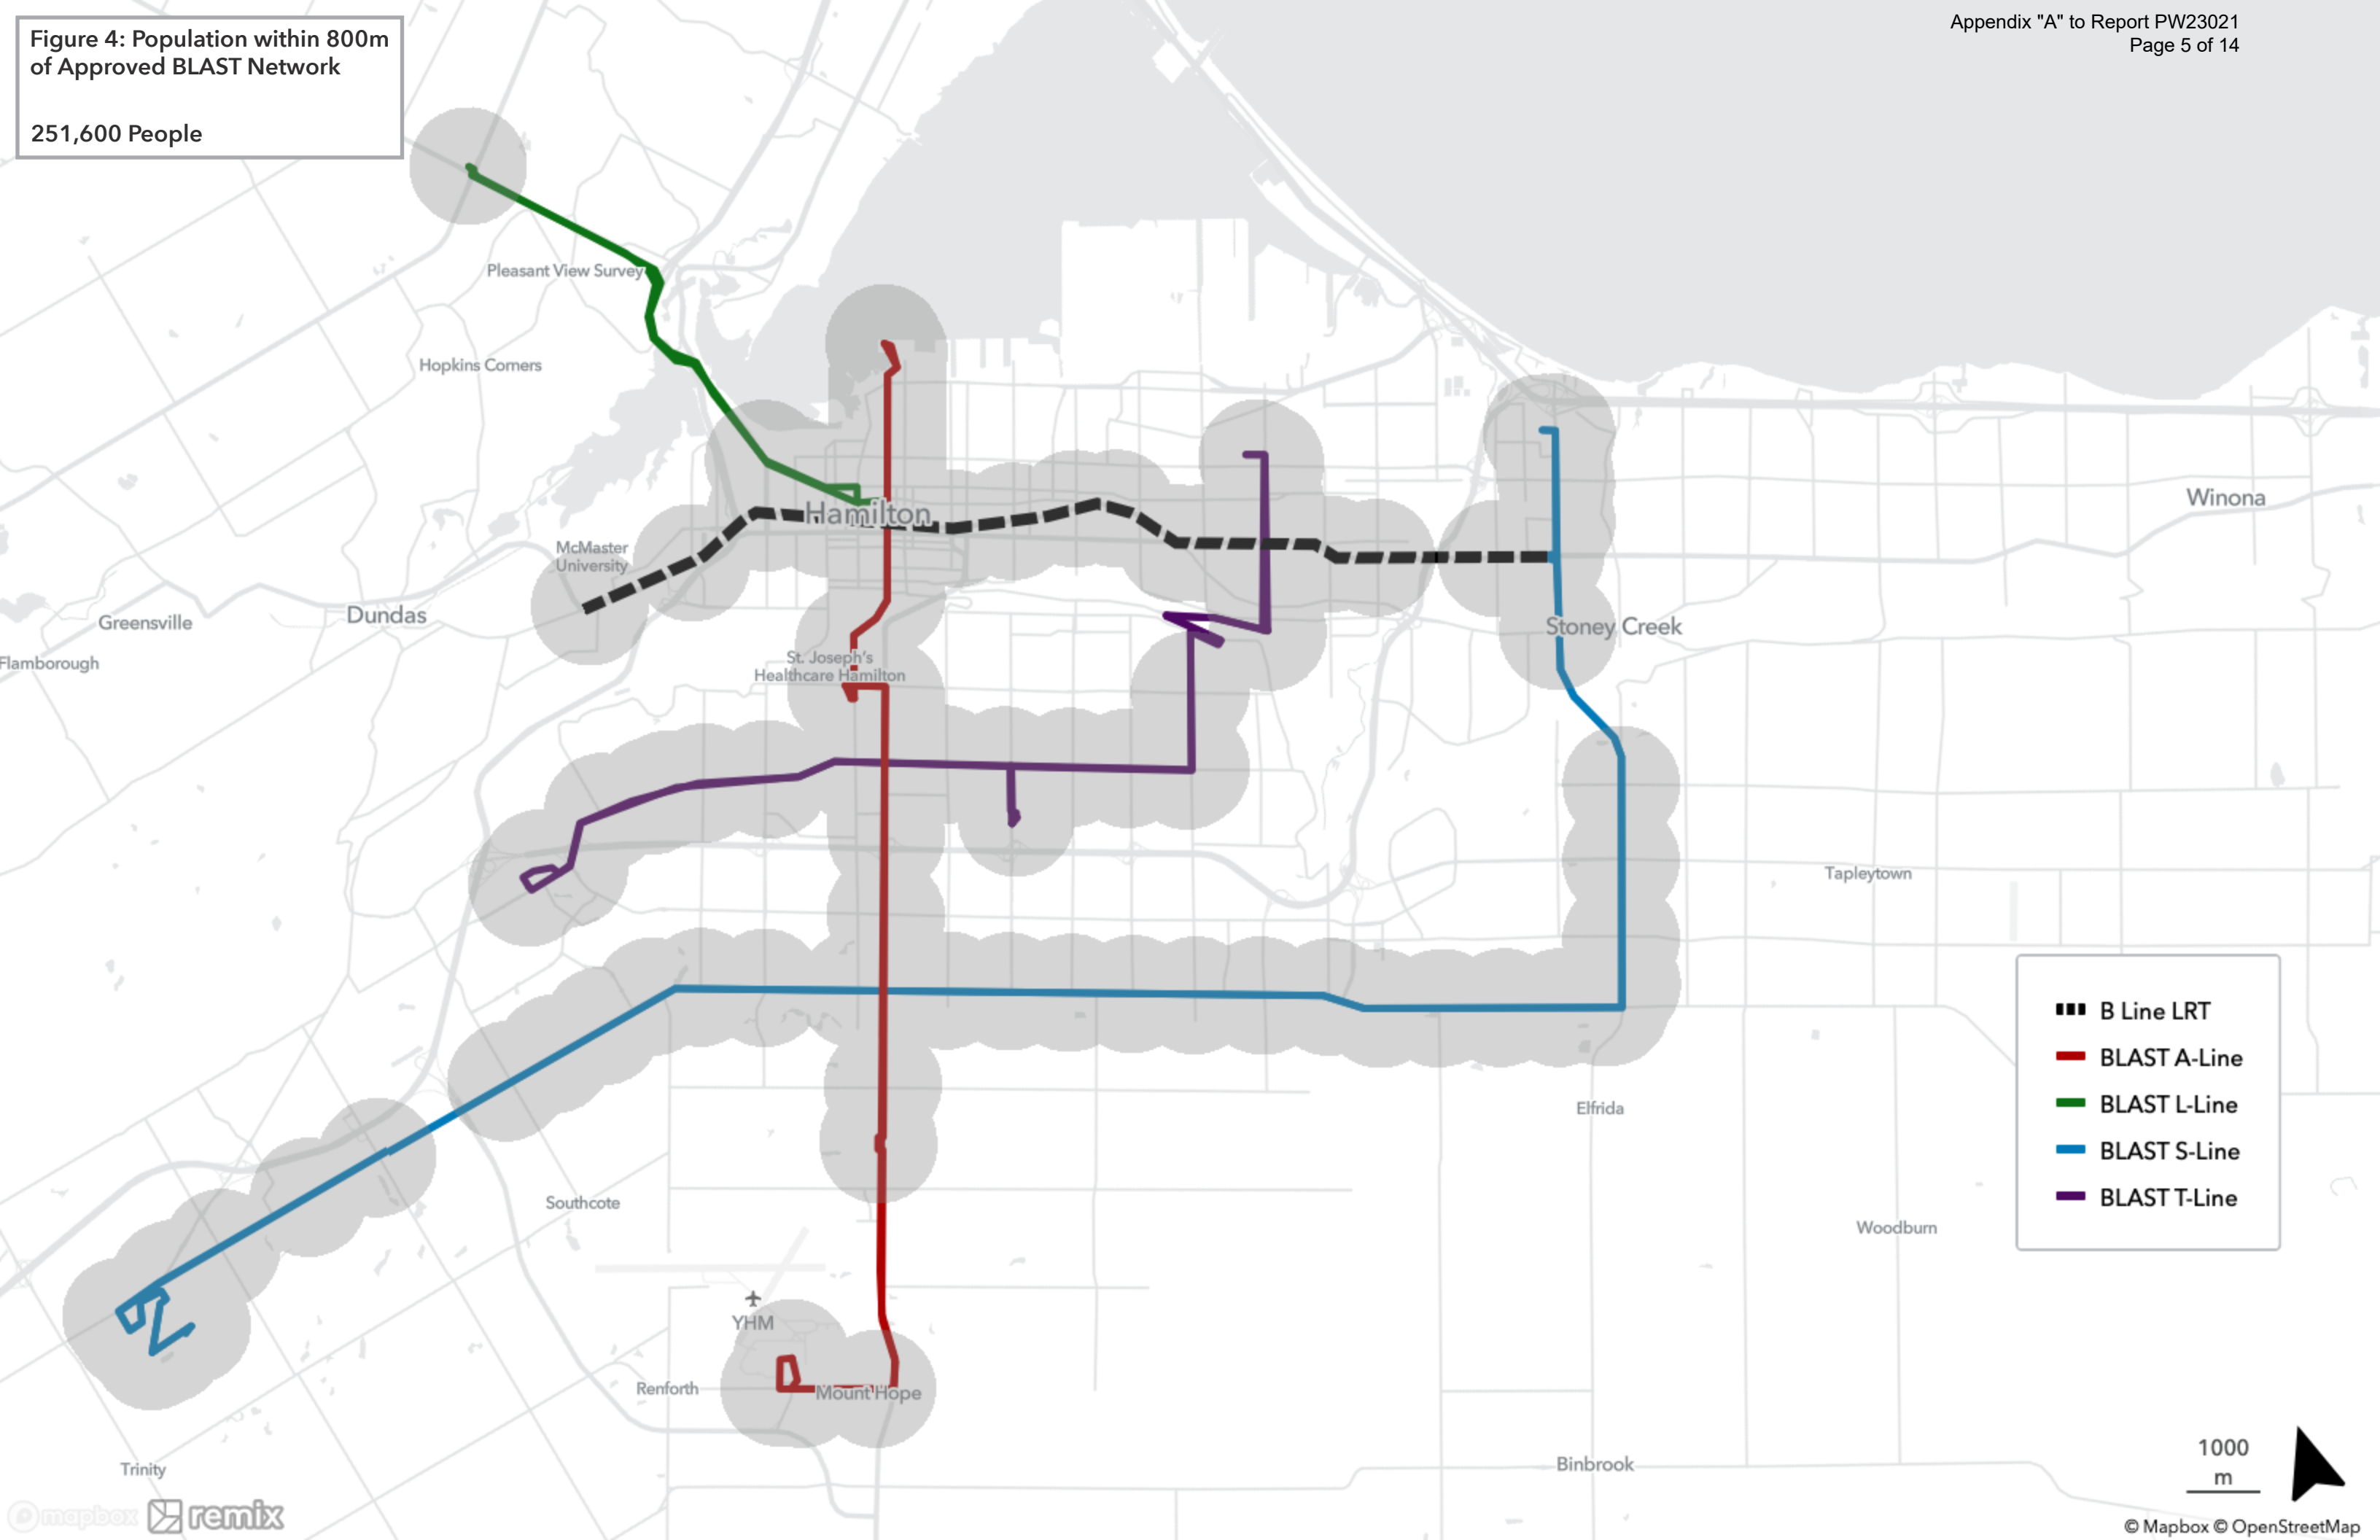 Appendix "A" to Report PW23021
Page 5 of 14
Figure 4: Population within 800m
of Approved BLAST Network
251,600 People
Pleasant View Survey
Hopkins Corners
Hamilton
Winona
McMaster
University
Dundas
Greensville
Flamborough
Stoney Creek
St. Joseph's
Healthcare Hamilton
Tapleytown
B Line LRT
BLAST A-Line
BLAST L-Line
BLAST S-Line
BLAST T-Line
Elfrida
Southcote
Woodburn
YHM
Renforth
Mount Hope
Trinity
Binbrook
1000
m
mapbox remix
© Mapbox © OpenStreetMap